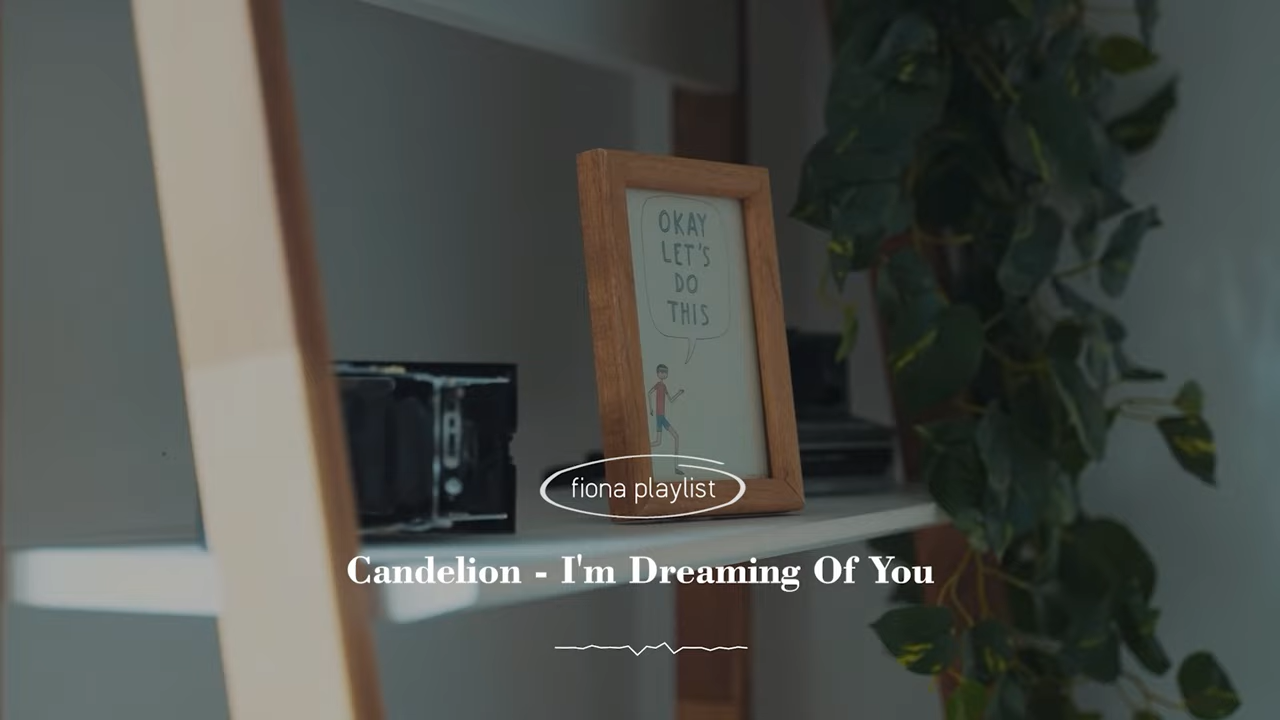 OKAY
LET'S
DO
THIS
fiona playlist
Candelion - I'm Dreaming Of You